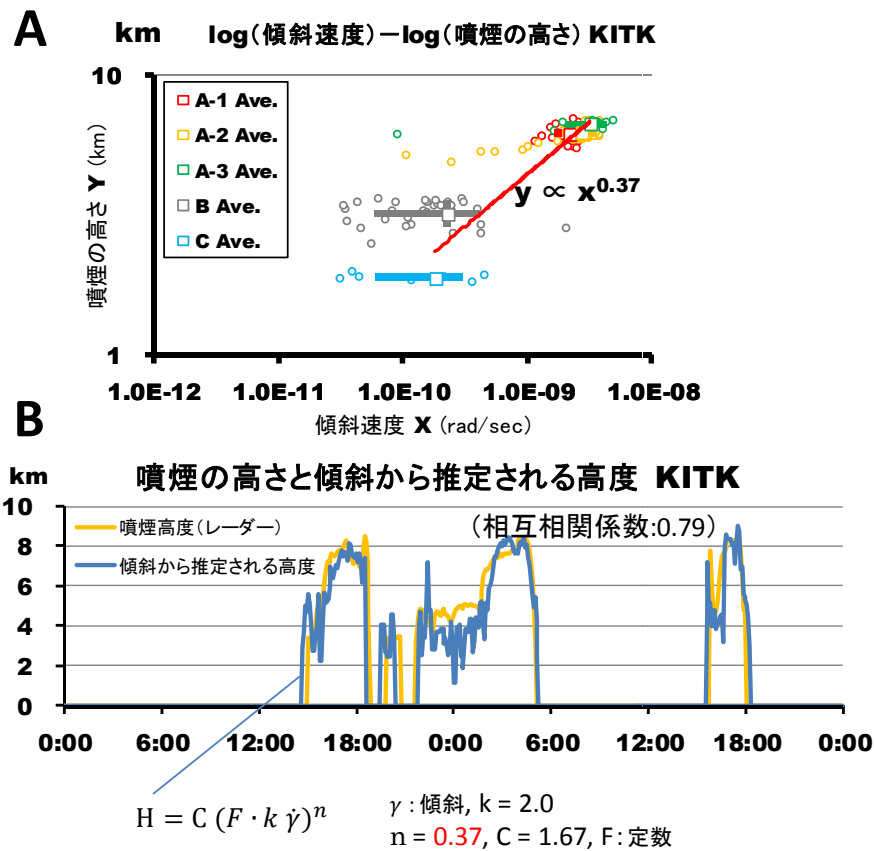 A
km log(傾斜速度)－log(噴煙の高さ) KITK
10
A-1 Ave.
A-2 Ave.
A-3 Ave.
B Ave.
C Ave.
噴煙の高さ Y (km)
y ∝ x^0.37
1
1.0E-12 1.0E-11 1.0E-10 1.0E-09 1.0E-08
傾斜速度 X (rad/sec)
B
km 噴煙の高さと傾斜から推定される高度 KITK
10
8
6
4
2
0
噴煙高度(レーダー)
傾斜から推定される高度
(相互相関係数:0.79)
0:00 6:00 12:00 18:00 0:00 6:00 12:00 18:00 0:00
H = C (F · k γ̇)^n
γ : 傾斜, k = 2.0
n = 0.37, C = 1.67, F: 定数